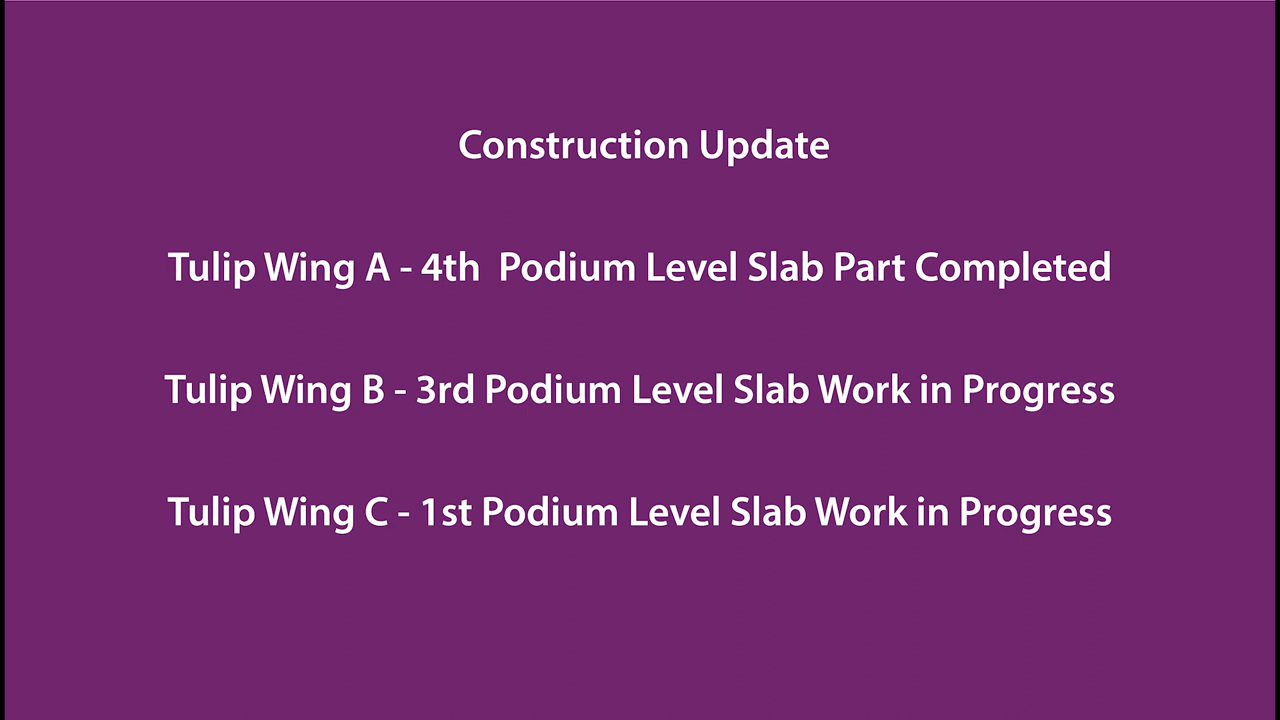 Construction Update
Tulip Wing A - 4th  Podium Level Slab Part Completed
Tulip Wing B - 3rd Podium Level Slab Work in Progress
Tulip Wing C - 1st Podium Level Slab Work in Progress